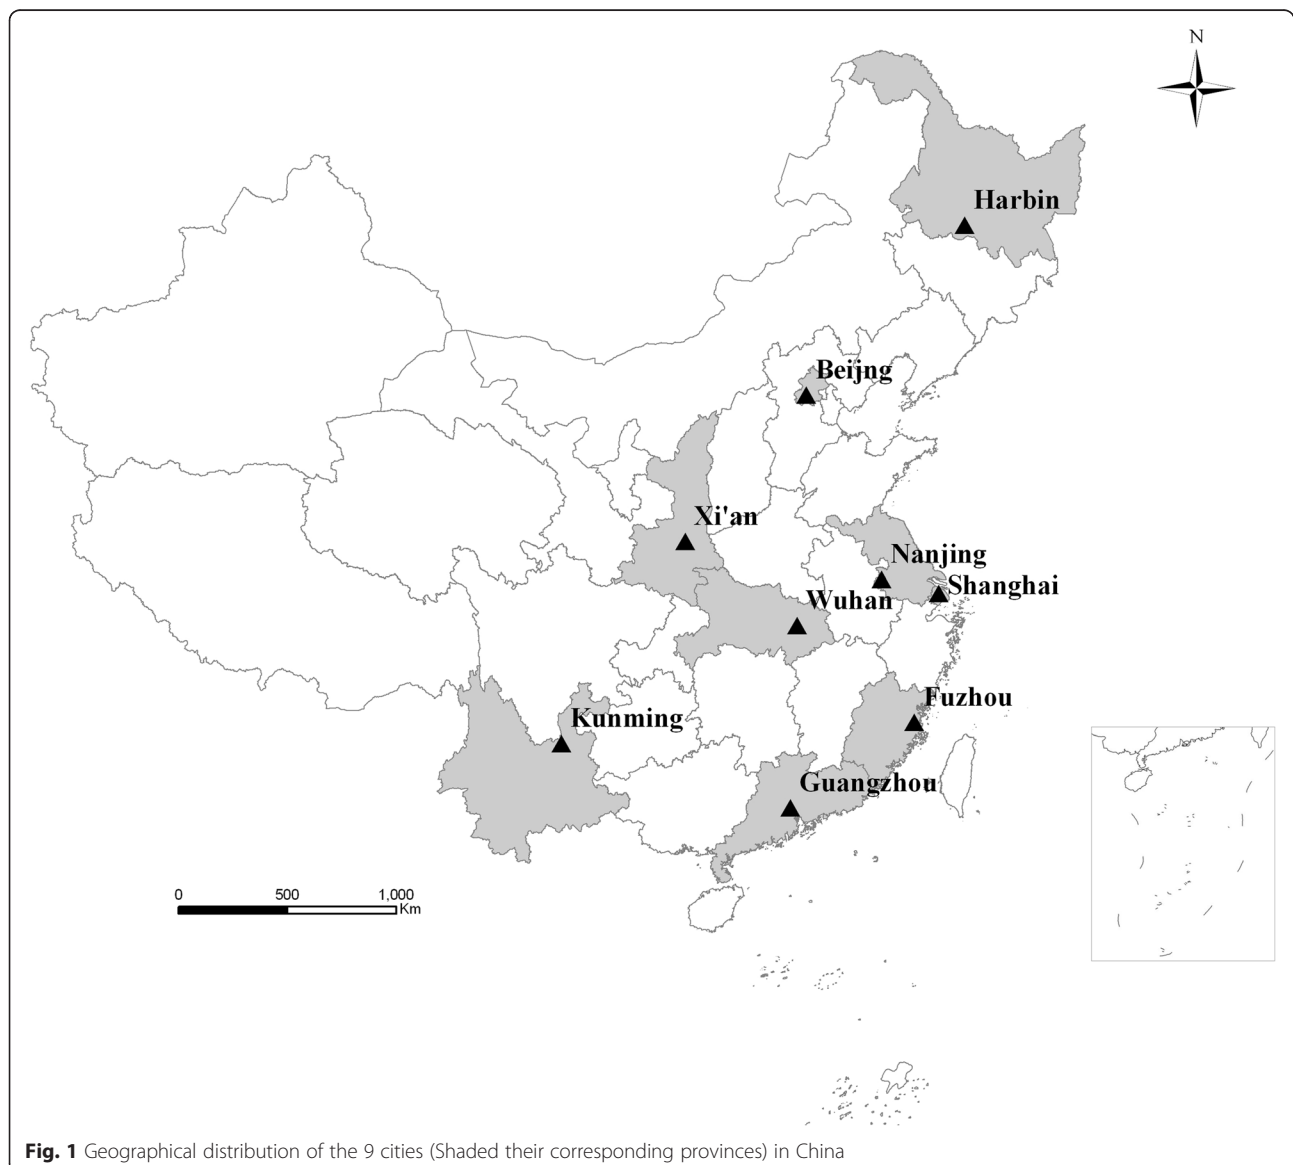 N
Harbin
Beijng
Xi'an
Nanjing
Shanghai
Wuhan
Fuzhou
Kunming
Guangzhou
0 500 1,000
Km
Fig. 1 Geographical distribution of the 9 cities (Shaded their corresponding provinces) in China